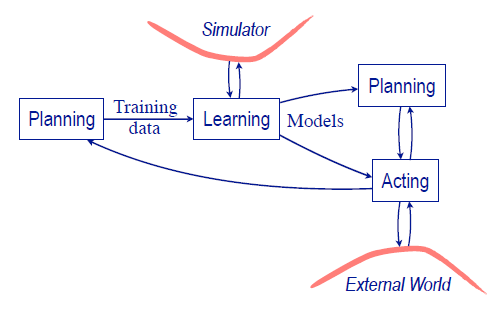 Simulator
Planning
Training
data
Learning
Models
Planning
Acting
External World